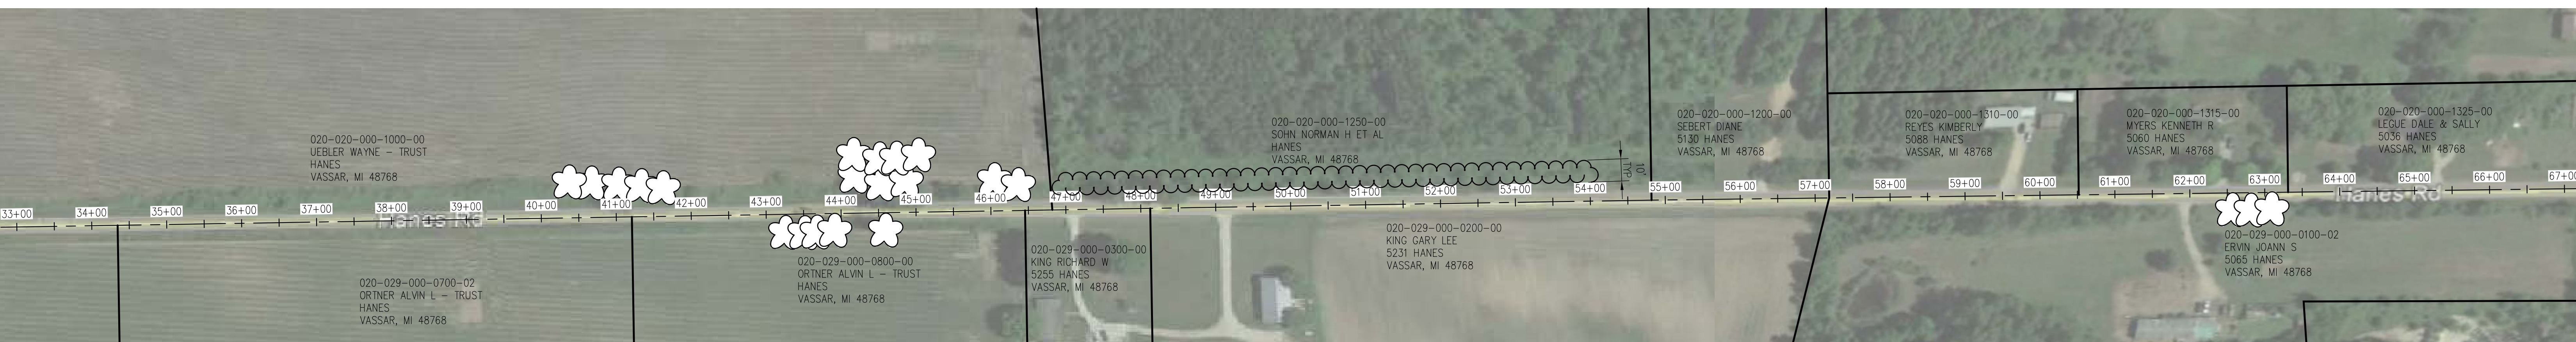 020-020-000-1000-00
UEBLER WAYNE - TRUST
HANES
VASSAR, MI 48768
020-020-000-1250-00
SOHN NORMAN H ET AL
HANES
VASSAR, MI 48768
10'
TYP
020-020-000-1200-00
SEBERT DIANE
5130 HANES
VASSAR, MI 48768
020-020-000-1310-00
REYES KIMBERLY
5088 HANES
VASSAR, MI 48768
020-020-000-1315-00
MYERS KENNETH R
5060 HANES
VASSAR, MI 48768
020-020-000-1325-00
LEGUE DALE & SALLY
5036 HANES
VASSAR, MI 48768
33+00 34+00 35+00 36+00 37+00 38+00 39+00 40+00 41+00 42+00 43+00 44+00 45+00 46+00 47+00 48+00 49+00 50+00 51+00 52+00 53+00 54+00 55+00 56+00 57+00 58+00 59+00 60+00 61+00 62+00 63+00 64+00 65+00 66+00 67+00
Hanes Rd
Hanes Rd
020-029-000-0700-02
ORTNER ALVIN L - TRUST
HANES
VASSAR, MI 48768
020-029-000-0800-00
ORTNER ALVIN L - TRUST
HANES
VASSAR, MI 48768
020-029-000-0300-00
KING RICHARD W
5255 HANES
VASSAR, MI 48768
020-029-000-0200-00
KING GARY LEE
5231 HANES
VASSAR, MI 48768
020-029-000-0100-02
ERVIN JOANN S
5065 HANES
VASSAR, MI 48768